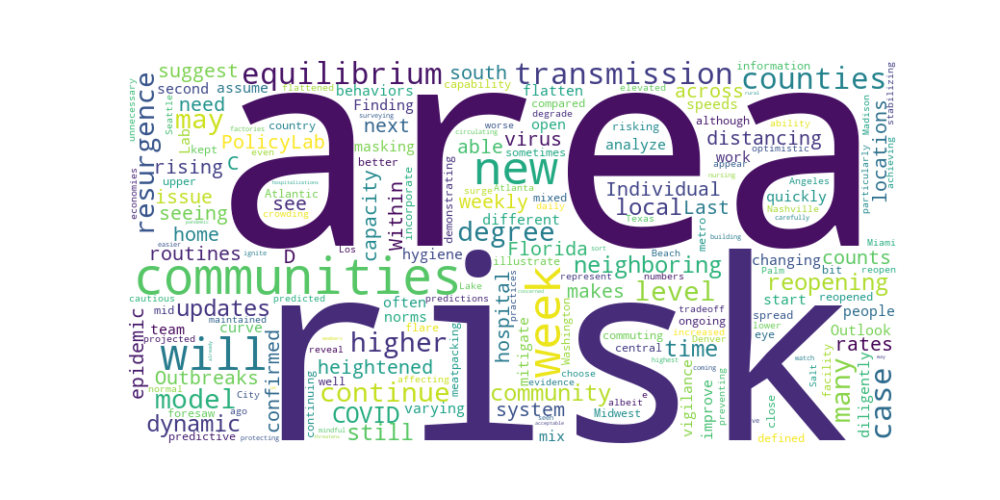 information
elevated
flattened
suggest
equilibrium
south
transmission
counties
capability
across
unnecessary
resurgence
second
assume
behaviors
flatten
compared
speeds
stabilizing
need
Finding
degrade
open
although
distancing
locations
Madison
ability
Seattle
Lab
may
country
next
masking
worse
virus
risking
optimistic
PolicyLab
kept
factories
even
surveying
circulating
able
sometimes
analyze
work
appear
particularly
achieving
rising
C
better
new
quickly
issue
upper
Atlantic
capacity
Within
incorporate
demonstrating
surge
Atlanta
Individual
Angeles
nursing
hospitalizations
see
weekly
mixed
daily
local
Last
Nashville
carefully
seeing
crowding
different
Texas
economies
home
pandemic
degree
metro
building
counts
Miami
area
routines
easier
ignite
D
Los
hygiene
Florida
Beach
changing
bit
reopen
communities
norms
illustrate
neighboring
Palm
reopening
cautious
predicted
Lake
week
represent
numbers
makes
level
start
reopened
mid
maintained
updates
often
predictions
practices
tradeoff
spread
people
epidemic
team
projected
curve
hospital
mitigate
Washington
ongoing
increased
lower
eye
Outlook
will
confirmed
reveal
higher
flare
commuting
Denver
time
rates
central
highest
facility
Outbreaks
heightened
well
affecting
meatpacking
evidence
choose
watch
many
case
normal
City
model
continuing
continue
community
coming
Salt
diligently
foresaw
ago
COVID
varying
system
albeit
Midwest
vigilance
improve
preventing
close
dynamic
predictive
mindful
still
acceptable
mix
defined
protecting
risk